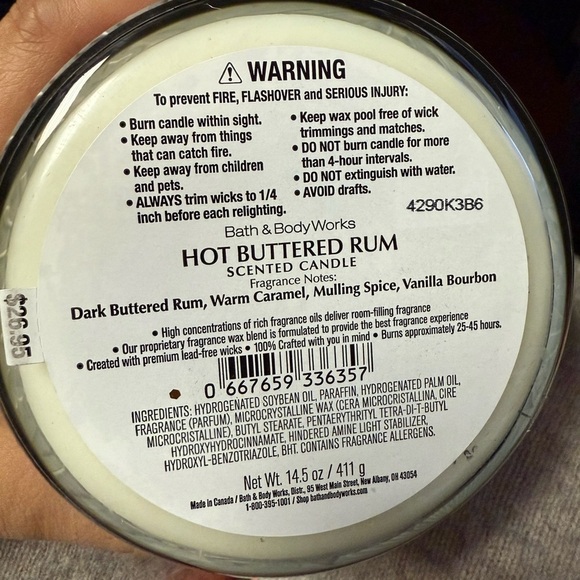 ⚠ WARNING
To prevent FIRE, FLASHOVER and SERIOUS INJURY:
• Burn candle within sight.
• Keep away from things
that can catch fire.
• Keep away from children
and pets.
• ALWAYS trim wicks to 1/4
inch before each relighting.
• Keep wax pool free of wick
trimmings and matches.
• DO NOT burn candle for more
than 4-hour intervals.
• DO NOT extinguish with water.
• AVOID drafts.
4290K3B6
Bath & Body Works
HOT BUTTERED RUM
SCENTED CANDLE
Fragrance Notes:
Dark Buttered Rum, Warm Caramel, Mulling Spice, Vanilla Bourbon
• High concentrations of rich fragrance oils deliver room-filling fragrance
• Our proprietary fragrance wax blend is formulated to provide the best fragrance experience
• Created with premium lead-free wicks • 100% Crafted with you in mind • Burns approximately 25-45 hours.
$26.95
0 667659 336357
INGREDIENTS: HYDROGENATED SOYBEAN OIL, PARAFFIN, HYDROGENATED PALM OIL,
FRAGRANCE (PARFUM), MICROCRYSTALLINE WAX (CERA MICROCRISTALLINA, CIRE
MICROCRISTALLINE), BUTYL STEARATE, PENTAERYTHRITYL TETRA-DI-T-BUTYL
HYDROXYHYDROCINNAMATE, HINDERED AMINE LIGHT STABILIZER,
HYDROXYL-BENZOTRIAZOLE, BHT. CONTAINS FRAGRANCE ALLERGENS.
Net Wt. 14.5 oz / 411 g
Made in Canada / Bath & Body Works, Distr., 95 West Main Street, New Albany, OH 43054
1-800-395-1001 / Shop bathandbodyworks.com